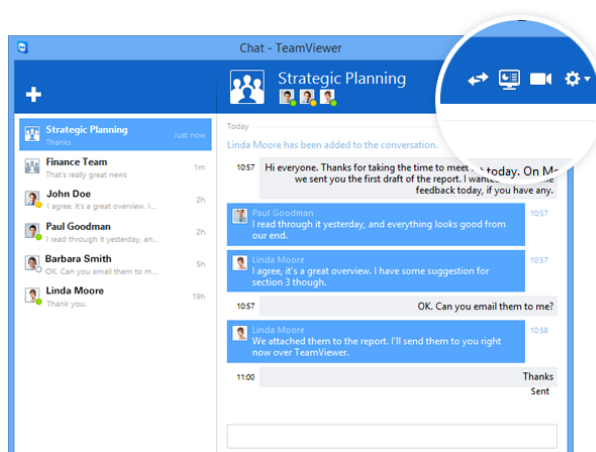 Chat - TeamViewer
Strategic Planning
Strategic Planning
Thanks
Just now
Finance Team
That's really great news
1m
John Doe
I agree, it's a great overview. I...
2h
Paul Goodman
I read through it yesterday, an...
2h
Barbara Smith
OK. Can you email them to m...
5h
Linda Moore
Thank you.
19h
Today
Linda Moore has been added to the conversation.
10:57
Hi everyone. Thanks for taking the time to meet today. On Mo
we sent you the first draft of the report. I wanted me
feedback today, if you have any.
Paul Goodman
10:57
I read through it yesterday, and everything looks good from
our end.
Linda Moore
10:57
I agree, it's a great overview. I have some suggestion for
section 3 though.
10:57
OK. Can you email them to me?
Linda Moore
10:58
We attached them to the report. I'll send them to you right
now over TeamViewer.
11:00
Thanks
Sent